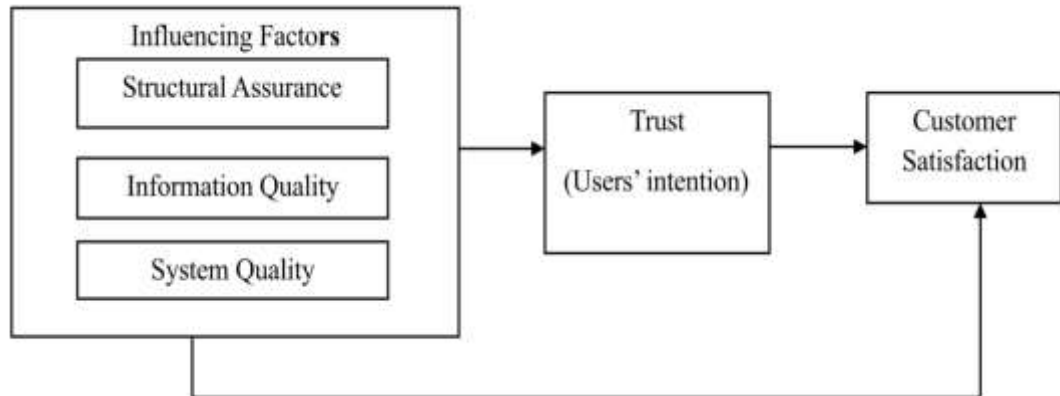 Influencing Factors
Structural Assurance
Information Quality
System Quality
Trust
(Users’ intention)
Customer
Satisfaction